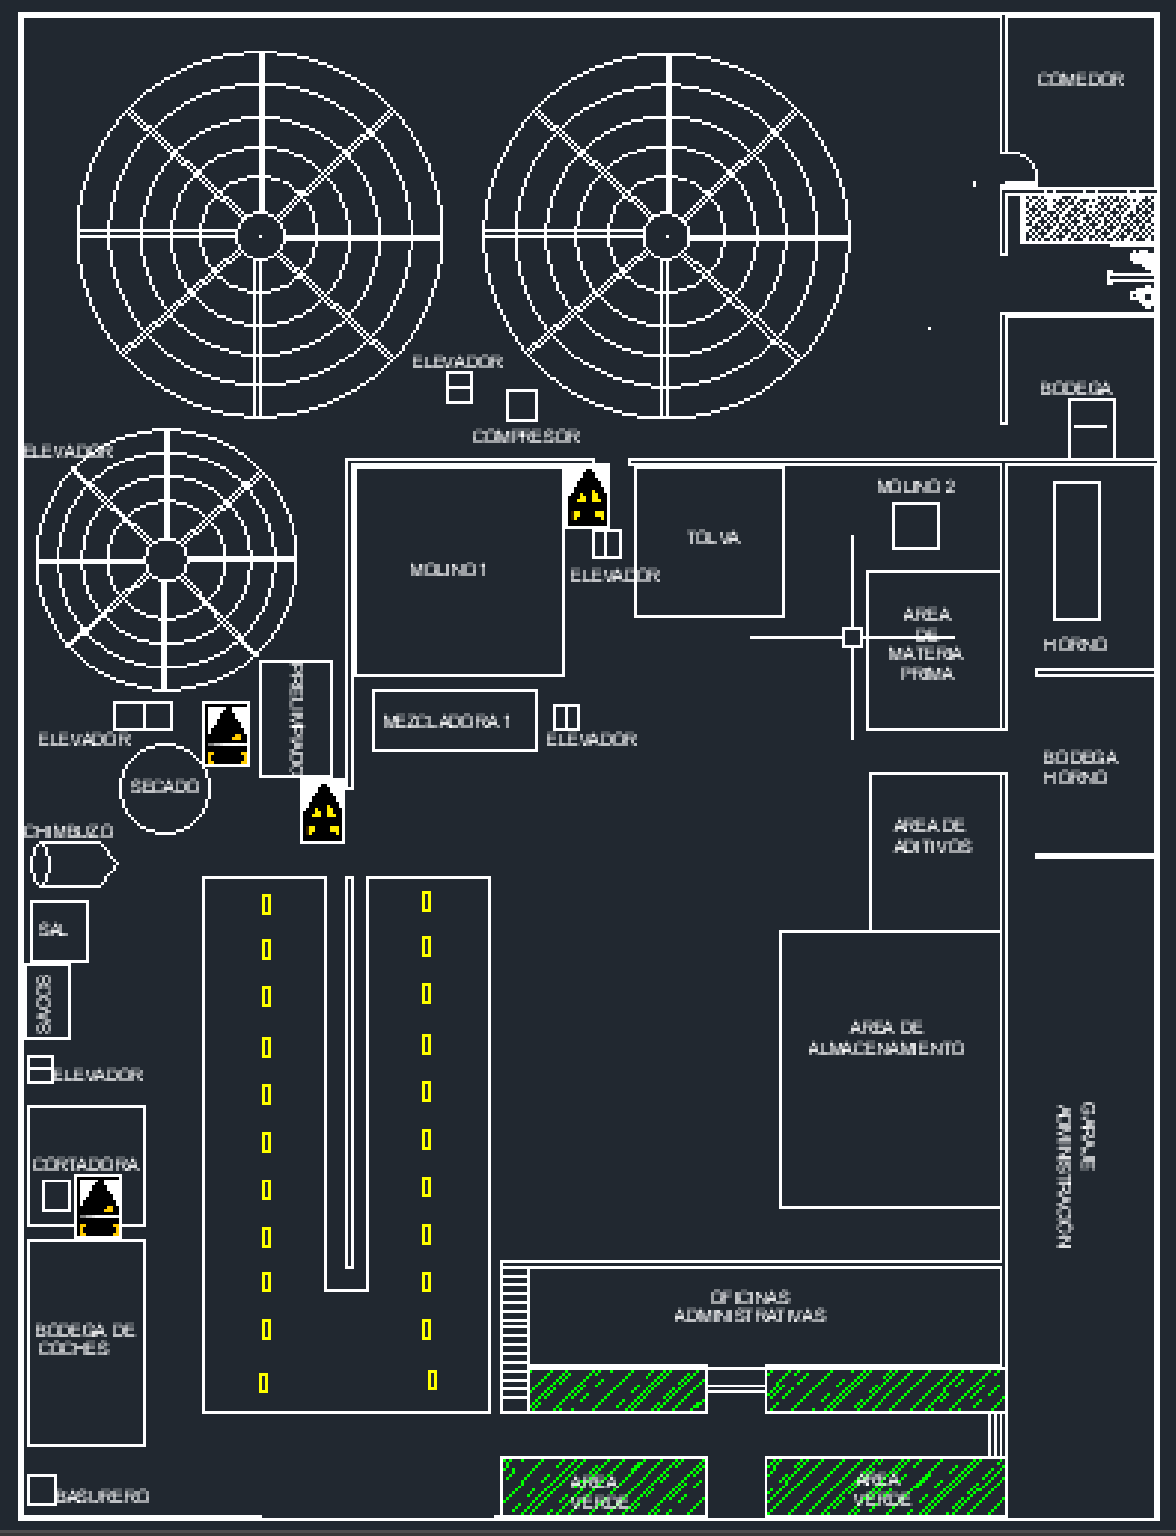 COMEDOR
ELEVADOR
BODEGA
COMPRESOR
ELEVADOR
MOLINO 2
TOLVA
MOLINO 1
ELEVADOR
AREA
DE
MATERIA
PRIMA
HORNO
PRELIMPIADO
MEZCLADORA 1
ELEVADOR
ELEVADOR
BODEGA
HORNO
SECADO
CHIMBUZO
AREA DE
ADITIVOS
SAL
SACOS
AREA DE
ALMACENAMIENTO
ELEVADOR
CORTADORA
GARAJE
ADMINISTRACION
OFICINAS
ADMINISTRATIVAS
BODEGA DE
COCHES
AREA
VERDE
AREA
VERDE
BASURERO